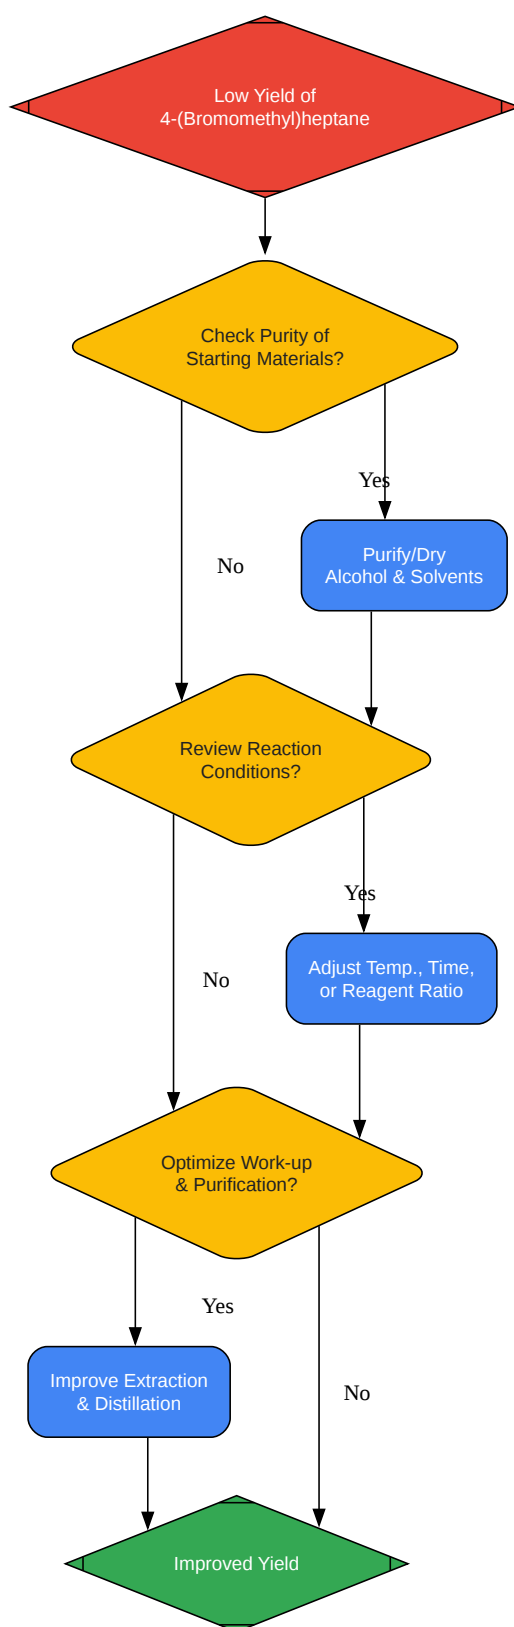 Low Yield of
4-(Bromomethyl)heptane
Check Purity of
Starting Materials?
Yes
No
Purify/Dry
Alcohol & Solvents
Review Reaction
Conditions?
Yes
No
Adjust Temp., Time,
or Reagent Ratio
Optimize Work-up
& Purification?
Yes
No
Improve Extraction
& Distillation
Improved Yield